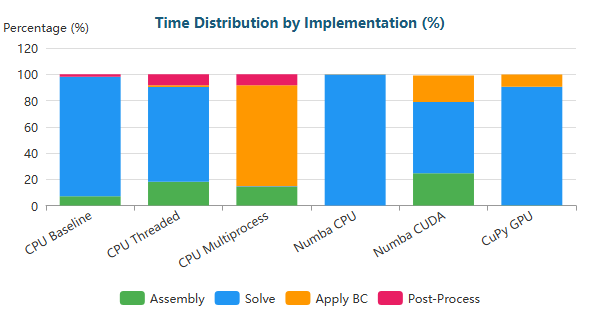 Time Distribution by Implementation (%)
Percentage (%)
120
100
80
60
40
20
0
CPU Baseline
CPU Threaded
CPU Multiprocess
Numba CPU
Numba CUDA
CuPy GPU
Assembly Solve Apply BC Post-Process